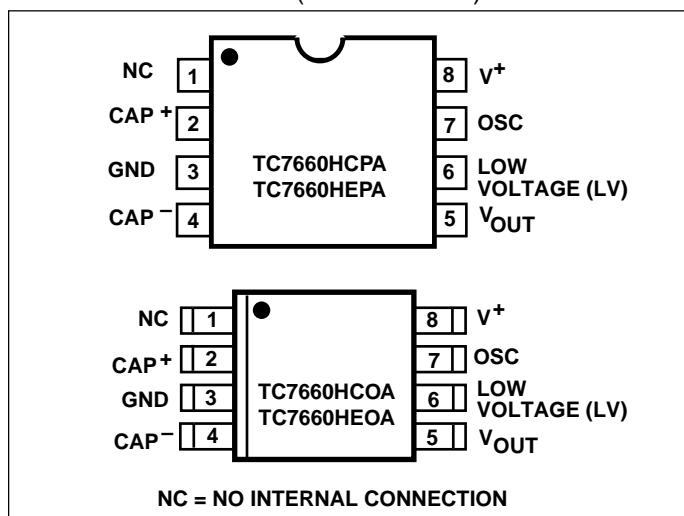 NC 1 8 V+
CAP + 2 7 OSC
GND 3 TC7660HCPA 6 LOW
TC7660HEPA VOLTAGE (LV)
CAP − 4 5 VOUT
NC 1 8 V+
CAP+ 2 7 OSC
GND 3 TC7660HCOA 6 LOW
TC7660HEOA VOLTAGE (LV)
CAP− 4 5 VOUT
NC = NO INTERNAL CONNECTION